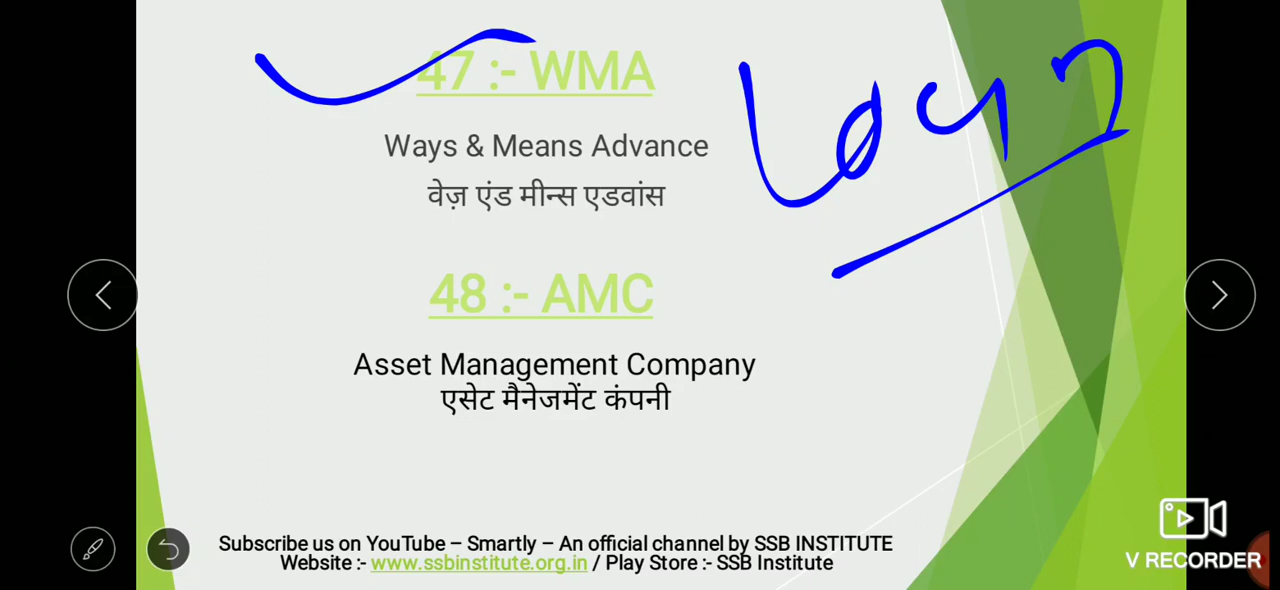 47 :- WMA
Ways & Means Advance
वेज़ एंड मीन्स एडवांस
48 :- AMC
Asset Management Company
एसेट मैनेजमेंट कंपनी
Subscribe us on YouTube – Smartly – An official channel by SSB INSTITUTE
Website :- www.ssbinstitute.org.in / Play Store :- SSB Institute
V RECORDER